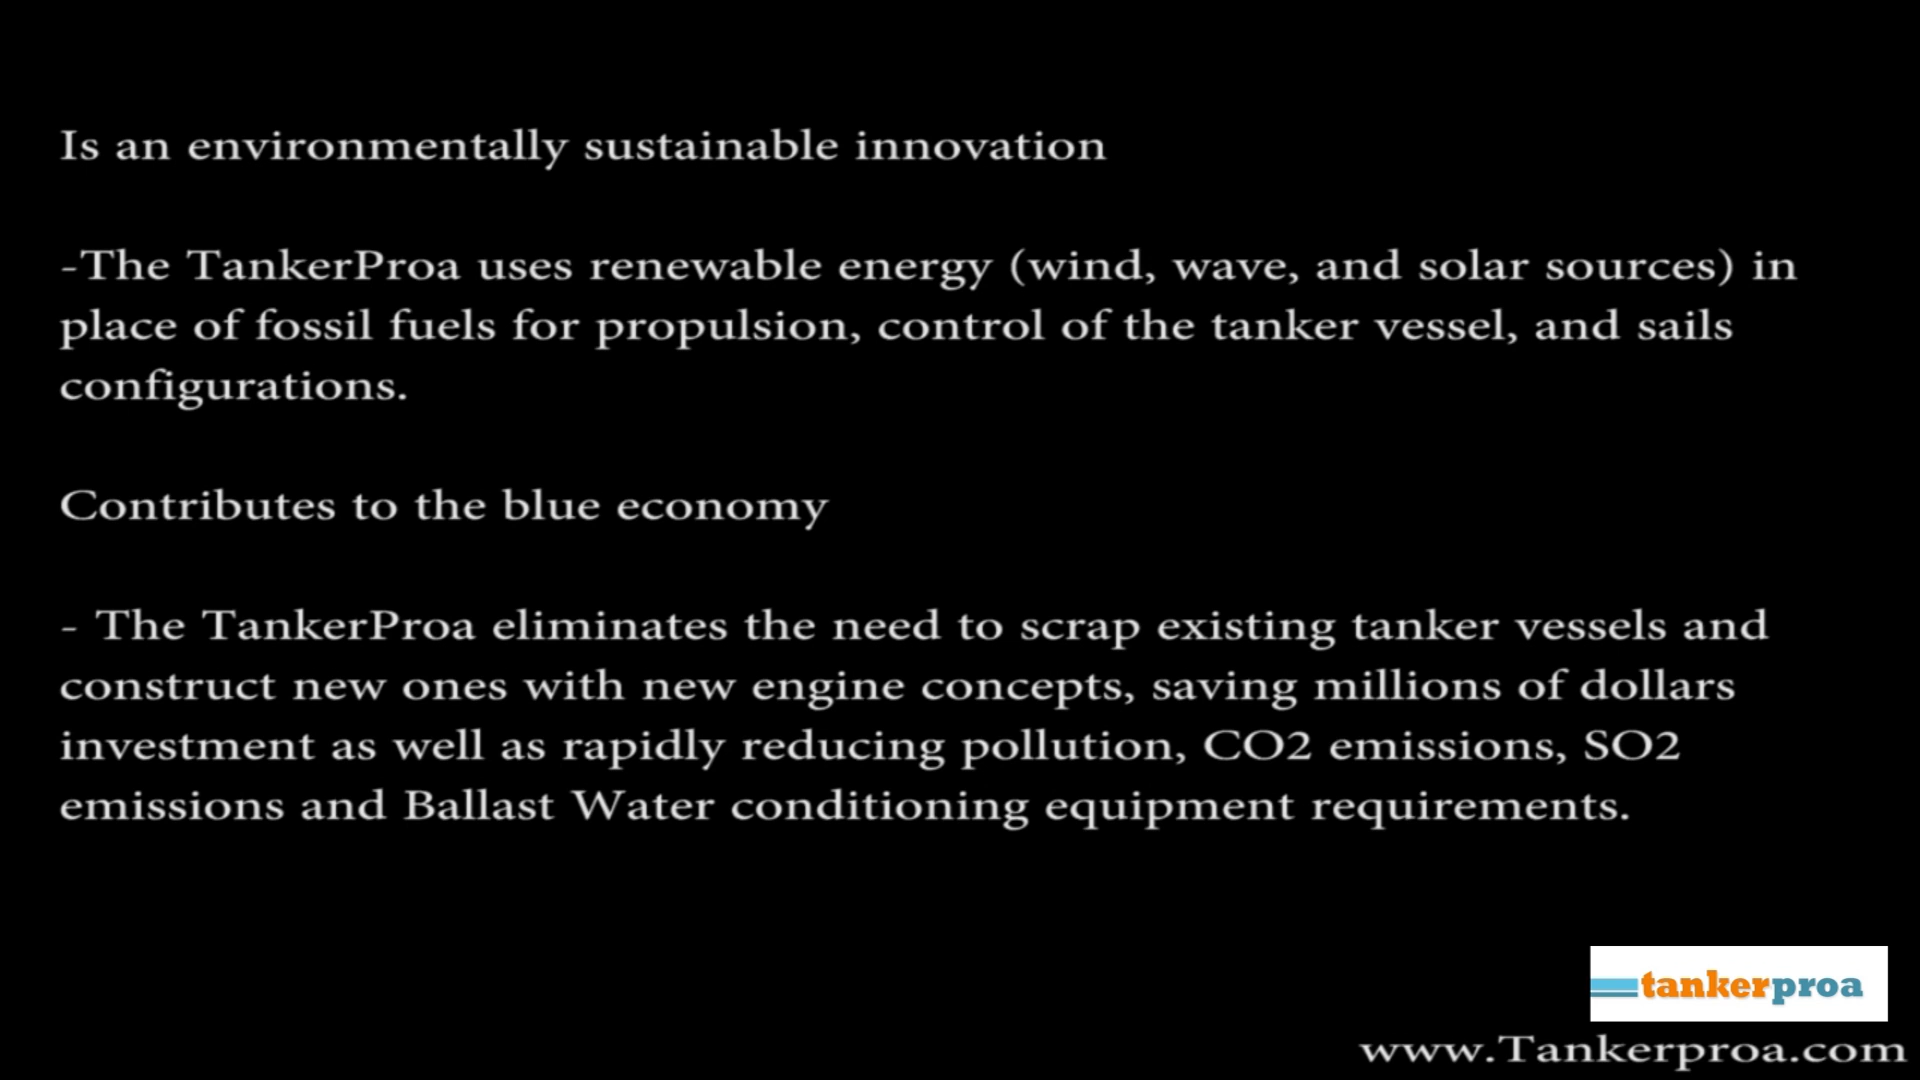 Is an environmentally sustainable innovation
-The TankerProa uses renewable energy (wind, wave, and solar sources) in
place of fossil fuels for propulsion, control of the tanker vessel, and sails
configurations.
Contributes to the blue economy
- The TankerProa eliminates the need to scrap existing tanker vessels and
construct new ones with new engine concepts, saving millions of dollars
investment as well as rapidly reducing pollution, CO2 emissions, SO2
emissions and Ballast Water conditioning equipment requirements.
tankerproa
www.Tankerproa.com